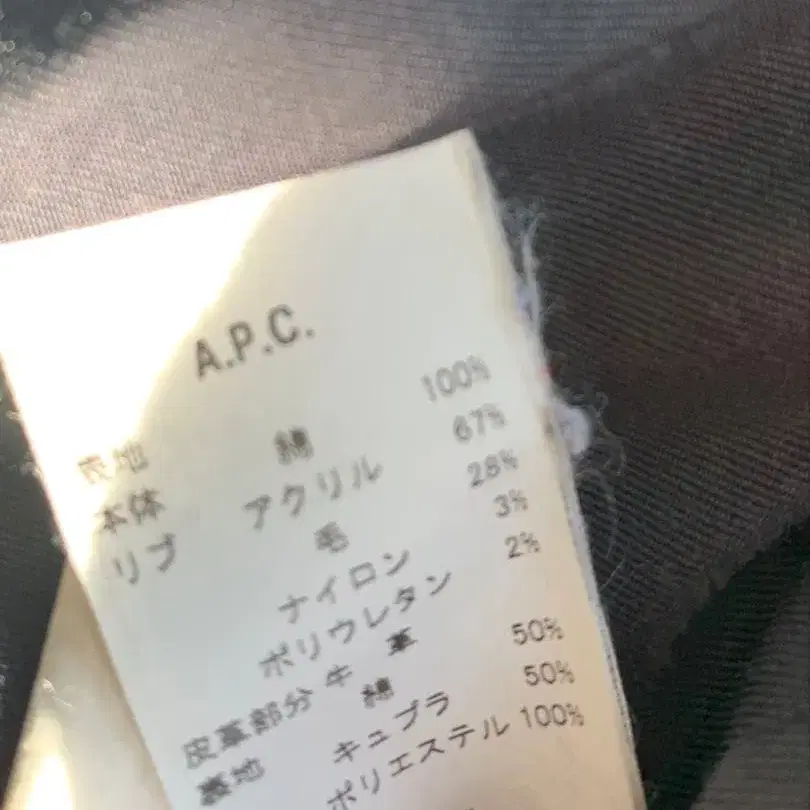 A.P.C.
表地
本体 綿 100%
リブ アクリル 67%
毛 28%
ナイロン 3%
ポリウレタン 2%
皮革部分 牛 革
綿 50%
裏地 キュプラ 50%
ポリエステル 100%